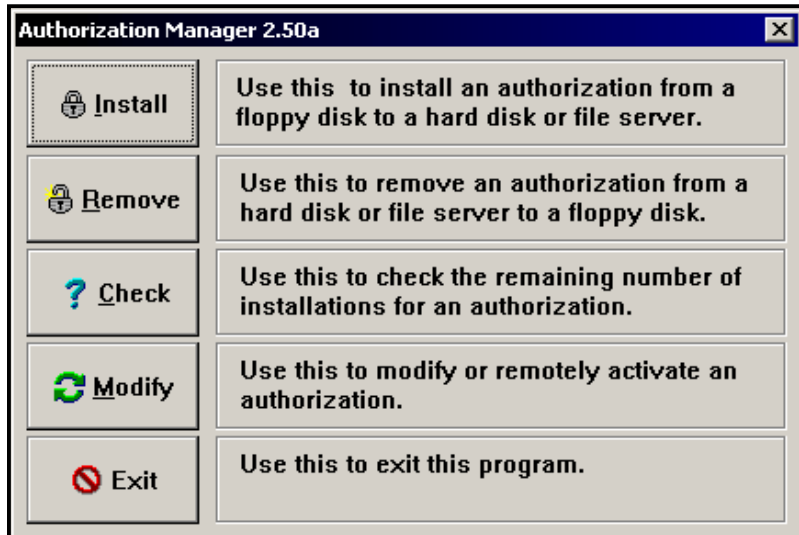 Authorization Manager 2.50a
Install
Use this  to install an authorization from a
floppy disk to a hard disk or file server.
Remove
Use this to remove an authorization from a
hard disk or file server to a floppy disk.
Check
Use this to check the remaining number of
installations for an authorization.
Modify
Use this to modify or remotely activate an
authorization.
Exit
Use this to exit this program.